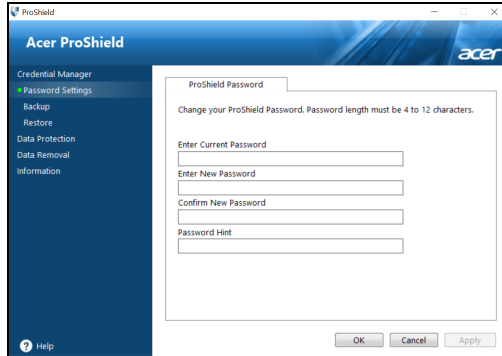 ProShield
Acer ProShield
acer
Credential Manager
Password Settings
Backup
Restore
Data Protection
Data Removal
Information
ProShield Password
Change your ProShield Password. Password length must be 4 to 12 characters.
Enter Current Password
Enter New Password
Confirm New Password
Password Hint
? Help
OK
Cancel
Apply